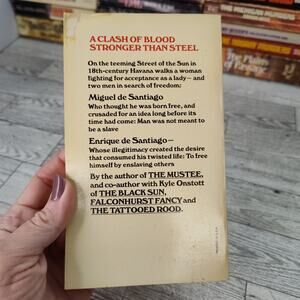 A CLASH OF BLOOD
STRONGER THAN STEEL
On the teeming Street of the Sun in
18th-century Havana walks a woman
fighting for acceptance as a lady—and
two men in search of freedom:
Miguel de Santiago
Who thought he was born free, and
crusaded for an idea long before its
time had come: Man was not meant to
be a slave
Enrique de Santiago—
Whose illegitimacy created the desire
that consumed his twisted life: To free
himself by enslaving others
By the author of THE MUSTEE,
and co-author with Kyle Onstott
of THE BLACK SUN,
FALCONHURST FANCY and
THE TATTOOED ROOD.